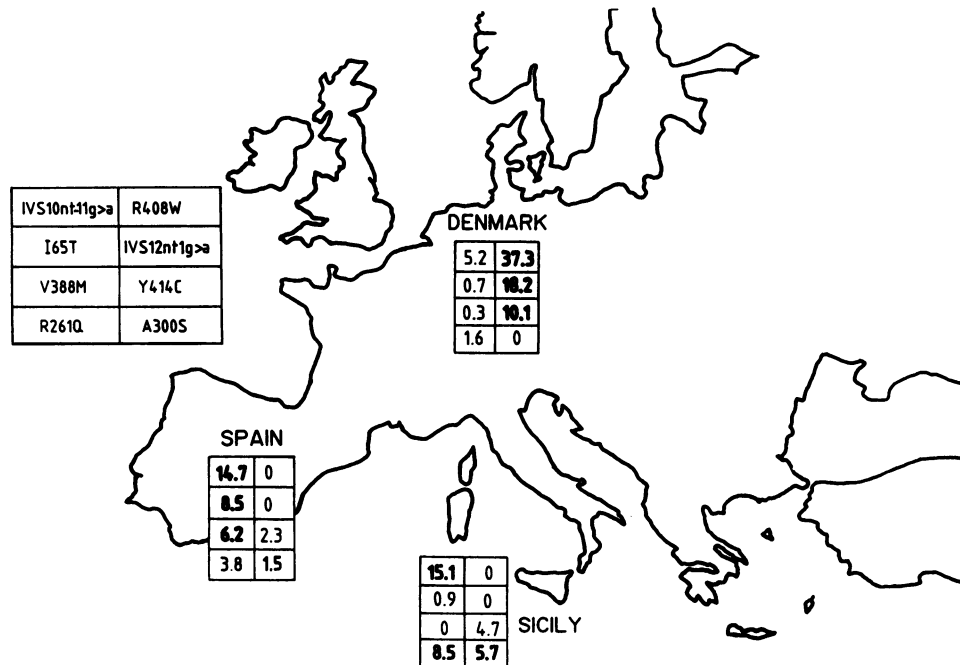 IVS10nt-11g>a R408W
I65T IVS12nt1g>a
V388M Y414C
R261Q A300S
DENMARK
5.2 37.3
0.7 18.2
0.3 10.1
1.6 0
SPAIN
14.7 0
8.5 0
6.2 2.3
3.8 1.5
15.1 0
0.9 0
0 4.7
8.5 5.7
SICILY